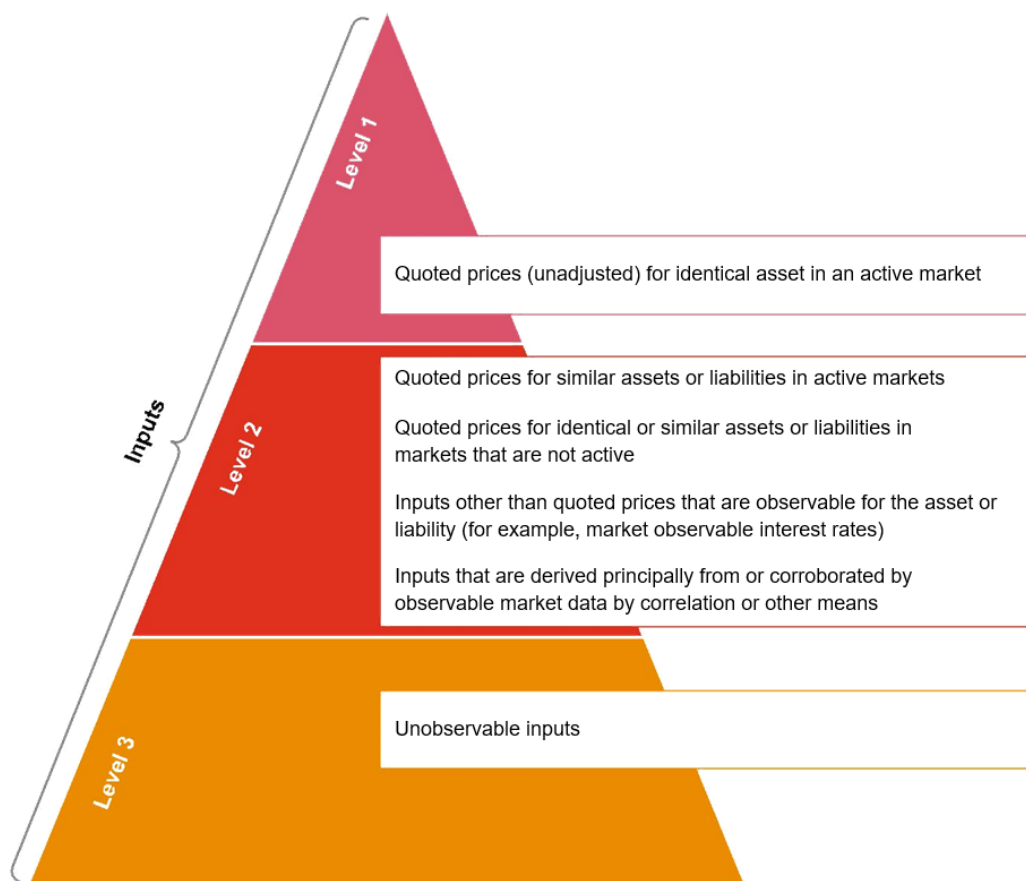 Inputs
Level 1
Quoted prices (unadjusted) for identical asset in an active market
Level 2
Quoted prices for similar assets or liabilities in active markets
Quoted prices for identical or similar assets or liabilities in
markets that are not active
Inputs other than quoted prices that are observable for the asset or
liability (for example, market observable interest rates)
Inputs that are derived principally from or corroborated by
observable market data by correlation or other means
Level 3
Unobservable inputs